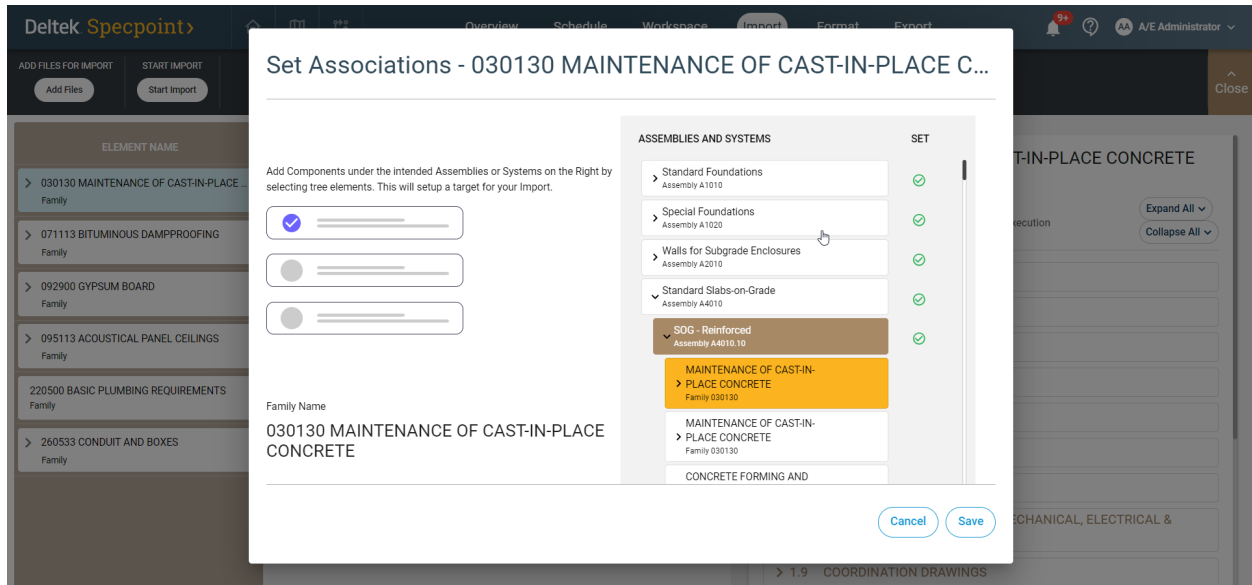 Deltek Specpoint>
Overview Schedule Workspace Import Format Export
9+
AA A/E Administrator
ADD FILES FOR IMPORT START IMPORT
Add Files Start Import
Close
ELEMENT NAME
030130 MAINTENANCE OF CAST-IN-PLACE ...
Family
071113 BITUMINOUS DAMPPROOFING
Family
092900 GYPSUM BOARD
Family
095113 ACOUSTICAL PANEL CEILINGS
Family
220500 BASIC PLUMBING REQUIREMENTS
Family
260533 CONDUIT AND BOXES
Family
Set Associations - 030130 MAINTENANCE OF CAST-IN-PLACE C...
Add Components under the intended Assemblies or Systems on the Right by
selecting tree elements. This will setup a target for your Import.
Family Name
030130 MAINTENANCE OF CAST-IN-PLACE
CONCRETE
ASSEMBLIES AND SYSTEMS SET
Standard Foundations
Assembly A1010
Special Foundations
Assembly A1020
Walls for Subgrade Enclosures
Assembly A2010
Standard Slabs-on-Grade
Assembly A4010
SOG - Reinforced
Assembly A4010.10
MAINTENANCE OF CAST-IN-
PLACE CONCRETE
Family 030130
MAINTENANCE OF CAST-IN-
PLACE CONCRETE
Family 030130
CONCRETE FORMING AND
Cancel Save
T-IN-PLACE CONCRETE
Expand All
ecution
Collapse All
ECHANICAL, ELECTRICAL &
1.9 COORDINATION DRAWINGS